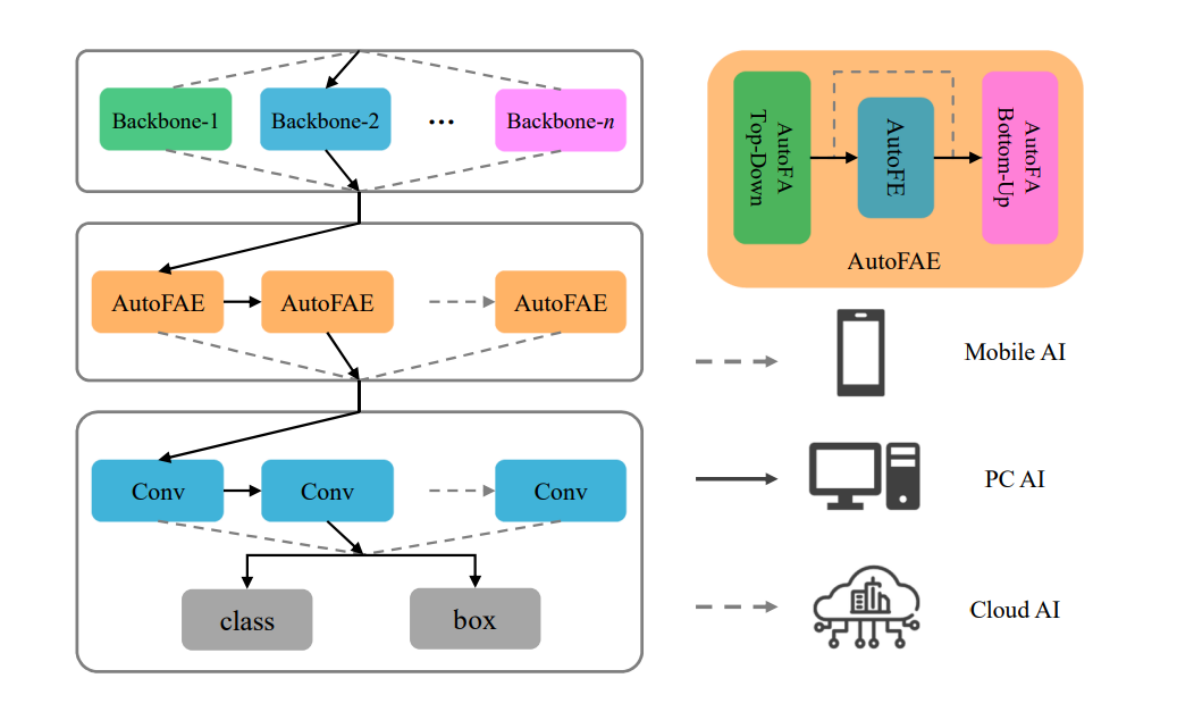 Backbone-1
Backbone-2
...
Backbone-n
AutoFAE
AutoFAE
AutoFAE
Conv
Conv
Conv
class
box
AutoFA
Top-Down
AutoFE
AutoFA
Bottom-Up
AutoFAE
Mobile AI
PC AI
Cloud AI